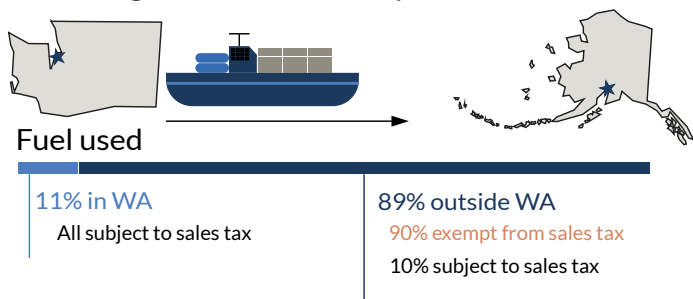 Fuel used
11% in WA
All subject to sales tax
89% outside WA
90% exempt from sales tax
10% subject to sales tax